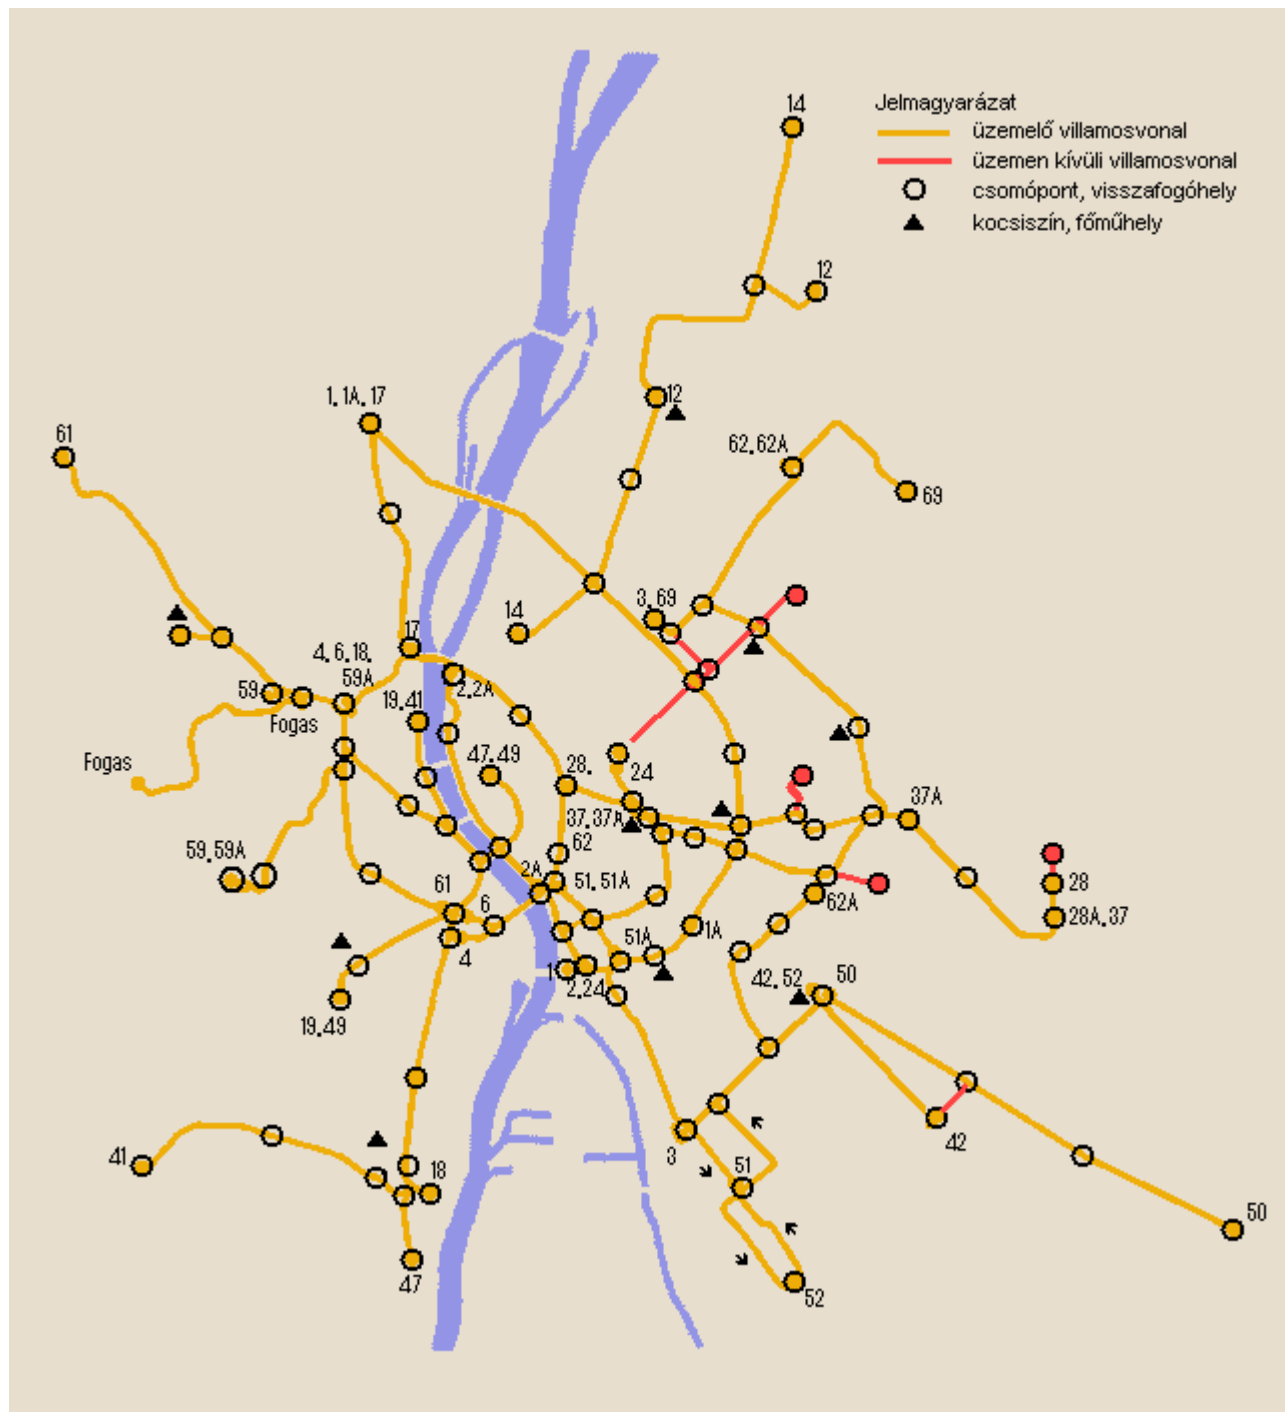 14
Jelmagyarázat
üzemelő villamosvonal
üzemen kívüli villamosvonal
csomópont, visszafogóhely
kocsiszín, főműhely
12
1.1A.17
12
61
62.62A
69
3.69
14
17
4.6.18.
59A
2.2A
59
19.41
Fogas
47.49
28.
24
Fogas
37A
37.37A
59.59A
62
2A
51.51A
28
62A
61
6
28A.37
1A
4
51A
1
2.24
42.52
50
19.49
42
3
41
18
51
50
47
52